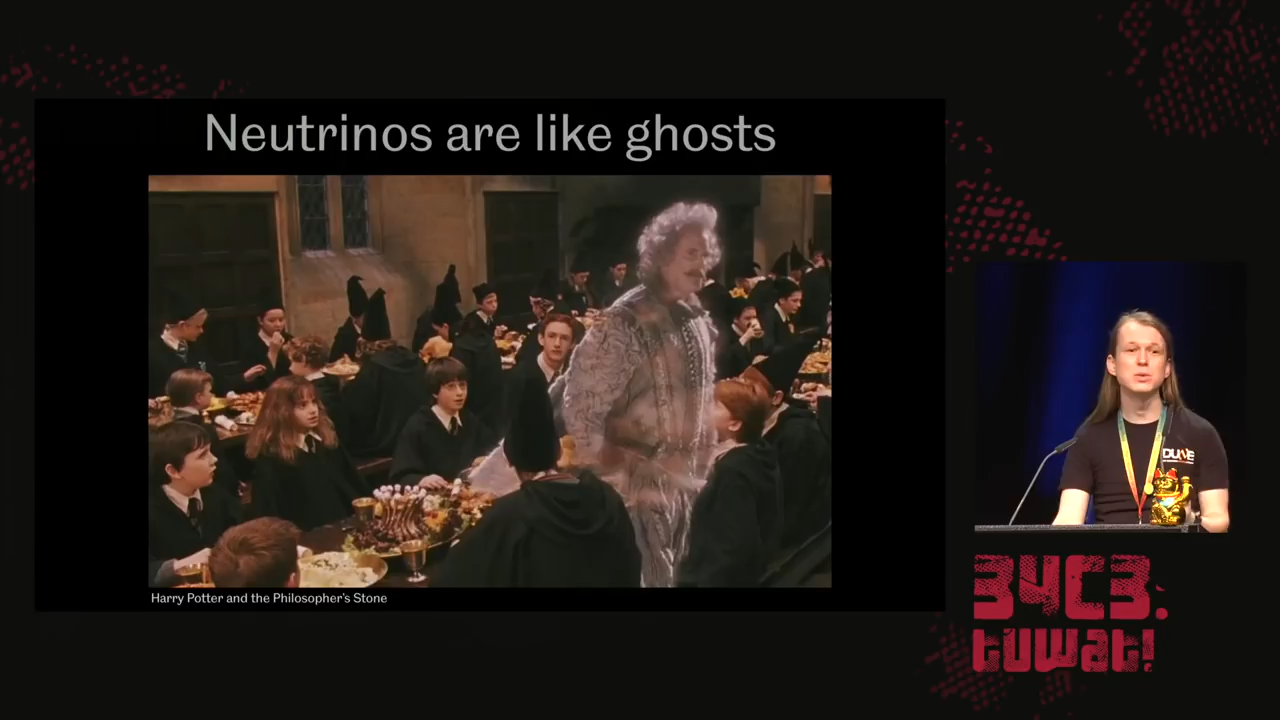 Neutrinos are like ghosts
Harry Potter and the Philosopher's Stone
DUNE
34C3.
tuwat!